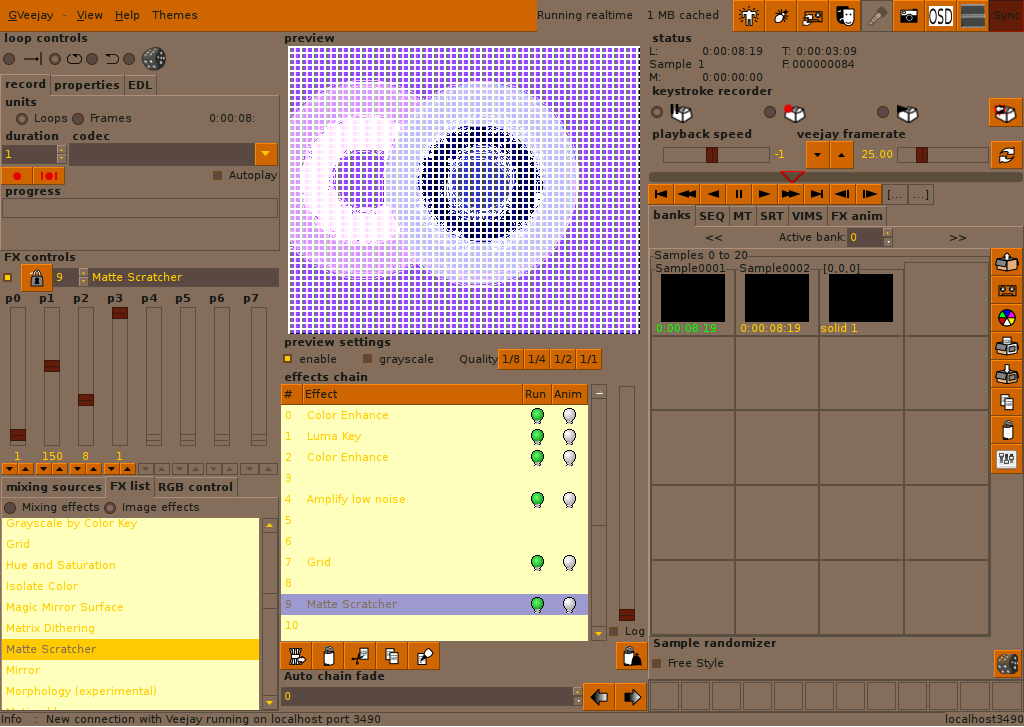 GVeejay View Help Themes
Running realtime 1 MB cached
OSD Sync
loop controls
record properties EDL
units
Loops Frames 0:00:08:
duration codec
1
Autoplay
progress
FX controls
9 Matte Scratcher
p0 p1 p2 p3 p4 p5 p6 p7
1 150 8 1
mixing sources FX list RGB control
Mixing effects Image effects
Grayscale by Color Key
Grid
Hue and Saturation
Isolate Color
Magic Mirror Surface
Matrix Dithering
Matte Scratcher
Mirror
Morphology (experimental)
preview
preview settings
enable grayscale Quality 1/8 1/4 1/2 1/1
effects chain
# Effect Run Anim
0 Color Enhance
1 Luma Key
2 Color Enhance
3
4 Amplify low noise
5
6
7 Grid
8
9 Matte Scratcher
10
Log
Auto chain fade
0
status
L: 0:00:08:19 T: 0:00:03:09
Sample 1 F:000000084
M: 0:00:00:00
keystroke recorder
playback speed veejay framerate
-1 25.00
[... ...]
banks SEQ MT SRT VIMS FX anim
<< Active bank: 0 >>
Samples 0 to 20
Sample0001 Sample0002 [0,0,0]
0:00:08:19 0:00:08:19 solid 1
Sample randomizer
Free Style
Info : New connection with Veejay running on localhost port 3490
localhost3490